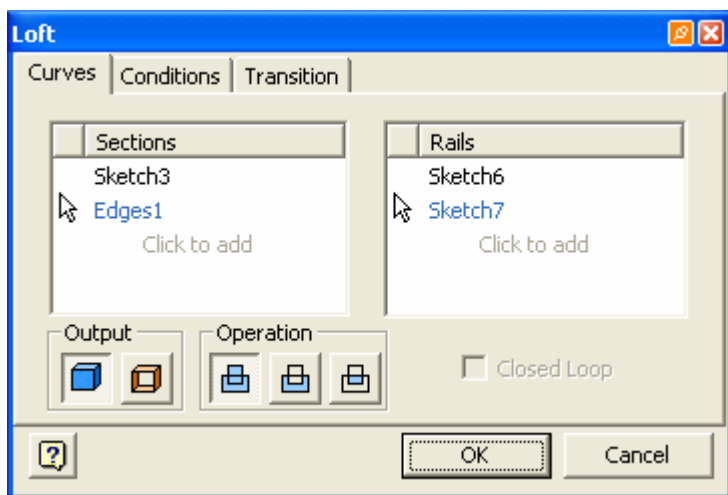 Loft
Curves Conditions Transition
Sections
Sketch3
Edges1
Click to add
Rails
Sketch6
Sketch7
Click to add
Output
Operation
Closed Loop
?
OK
Cancel